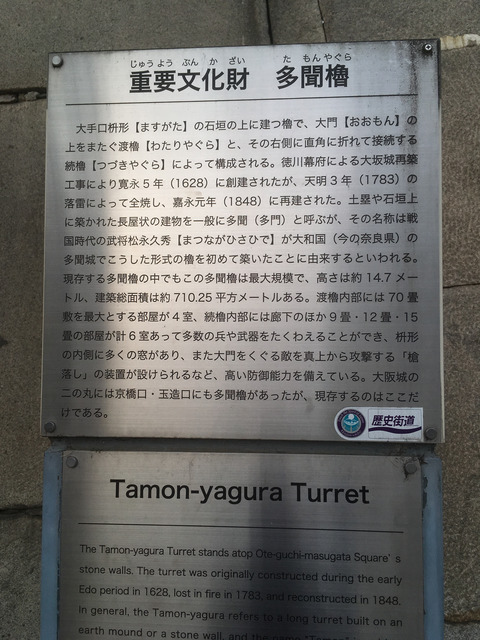 じゅうよう ぶん か ざい た もんやぐら
重要文化財 多聞櫓
大手口枡形【ますがた】の石垣の上に建つ櫓で、大門【おおもん】の
上をまたぐ渡櫓【わたりやぐら】と、その右側に直角に折れて接続する
続櫓【つづきやぐら】によって構成される。徳川幕府による大坂城再築
工事により寛永5年（1628）に創建されたが、天明3年（1783）の
落雷によって全焼し、嘉永元年（1848）に再建された。土塁や石垣上
に築かれた長屋状の建物を一般に多聞（多門）と呼ぶが、その名称は戦
国時代の武将松永久秀【まつながひさひで】が大和国（今の奈良県）の
多聞城でこうした形式の櫓を初めて築いたことに由来するといわれる。
現存する多聞櫓の中でもこの多聞櫓は最大規模で、高さは約14.7メー
トル、建築総面積は約710.25平方メートルある。渡櫓内部には70畳
敷を最大とする部屋が4室、続櫓内部には廊下のほか9畳・12畳・15
畳の部屋が計6室あって多数の兵や武器をたくわえることができ、枡形
の内側に多くの窓があり、また大門をくぐる敵を真上から攻撃する「槍
落し」の装置が設けられるなど、高い防御能力を備えている。大阪城の
二の丸には京橋口・玉造口にも多聞櫓があったが、現存するのはここだ
けである。
歴史街道
Tamon-yagura Turret
The Tamon-yagura Turret stands atop Ote-guchi-masugata Square's
stone walls. The turret was originally constructed during the early
Edo period in 1628, lost in fire in 1783, and reconstructed in 1848.
In general, the Tamon-yagura refers to a long turret built on an
earth mound or a stone wall, and the name "Tamon